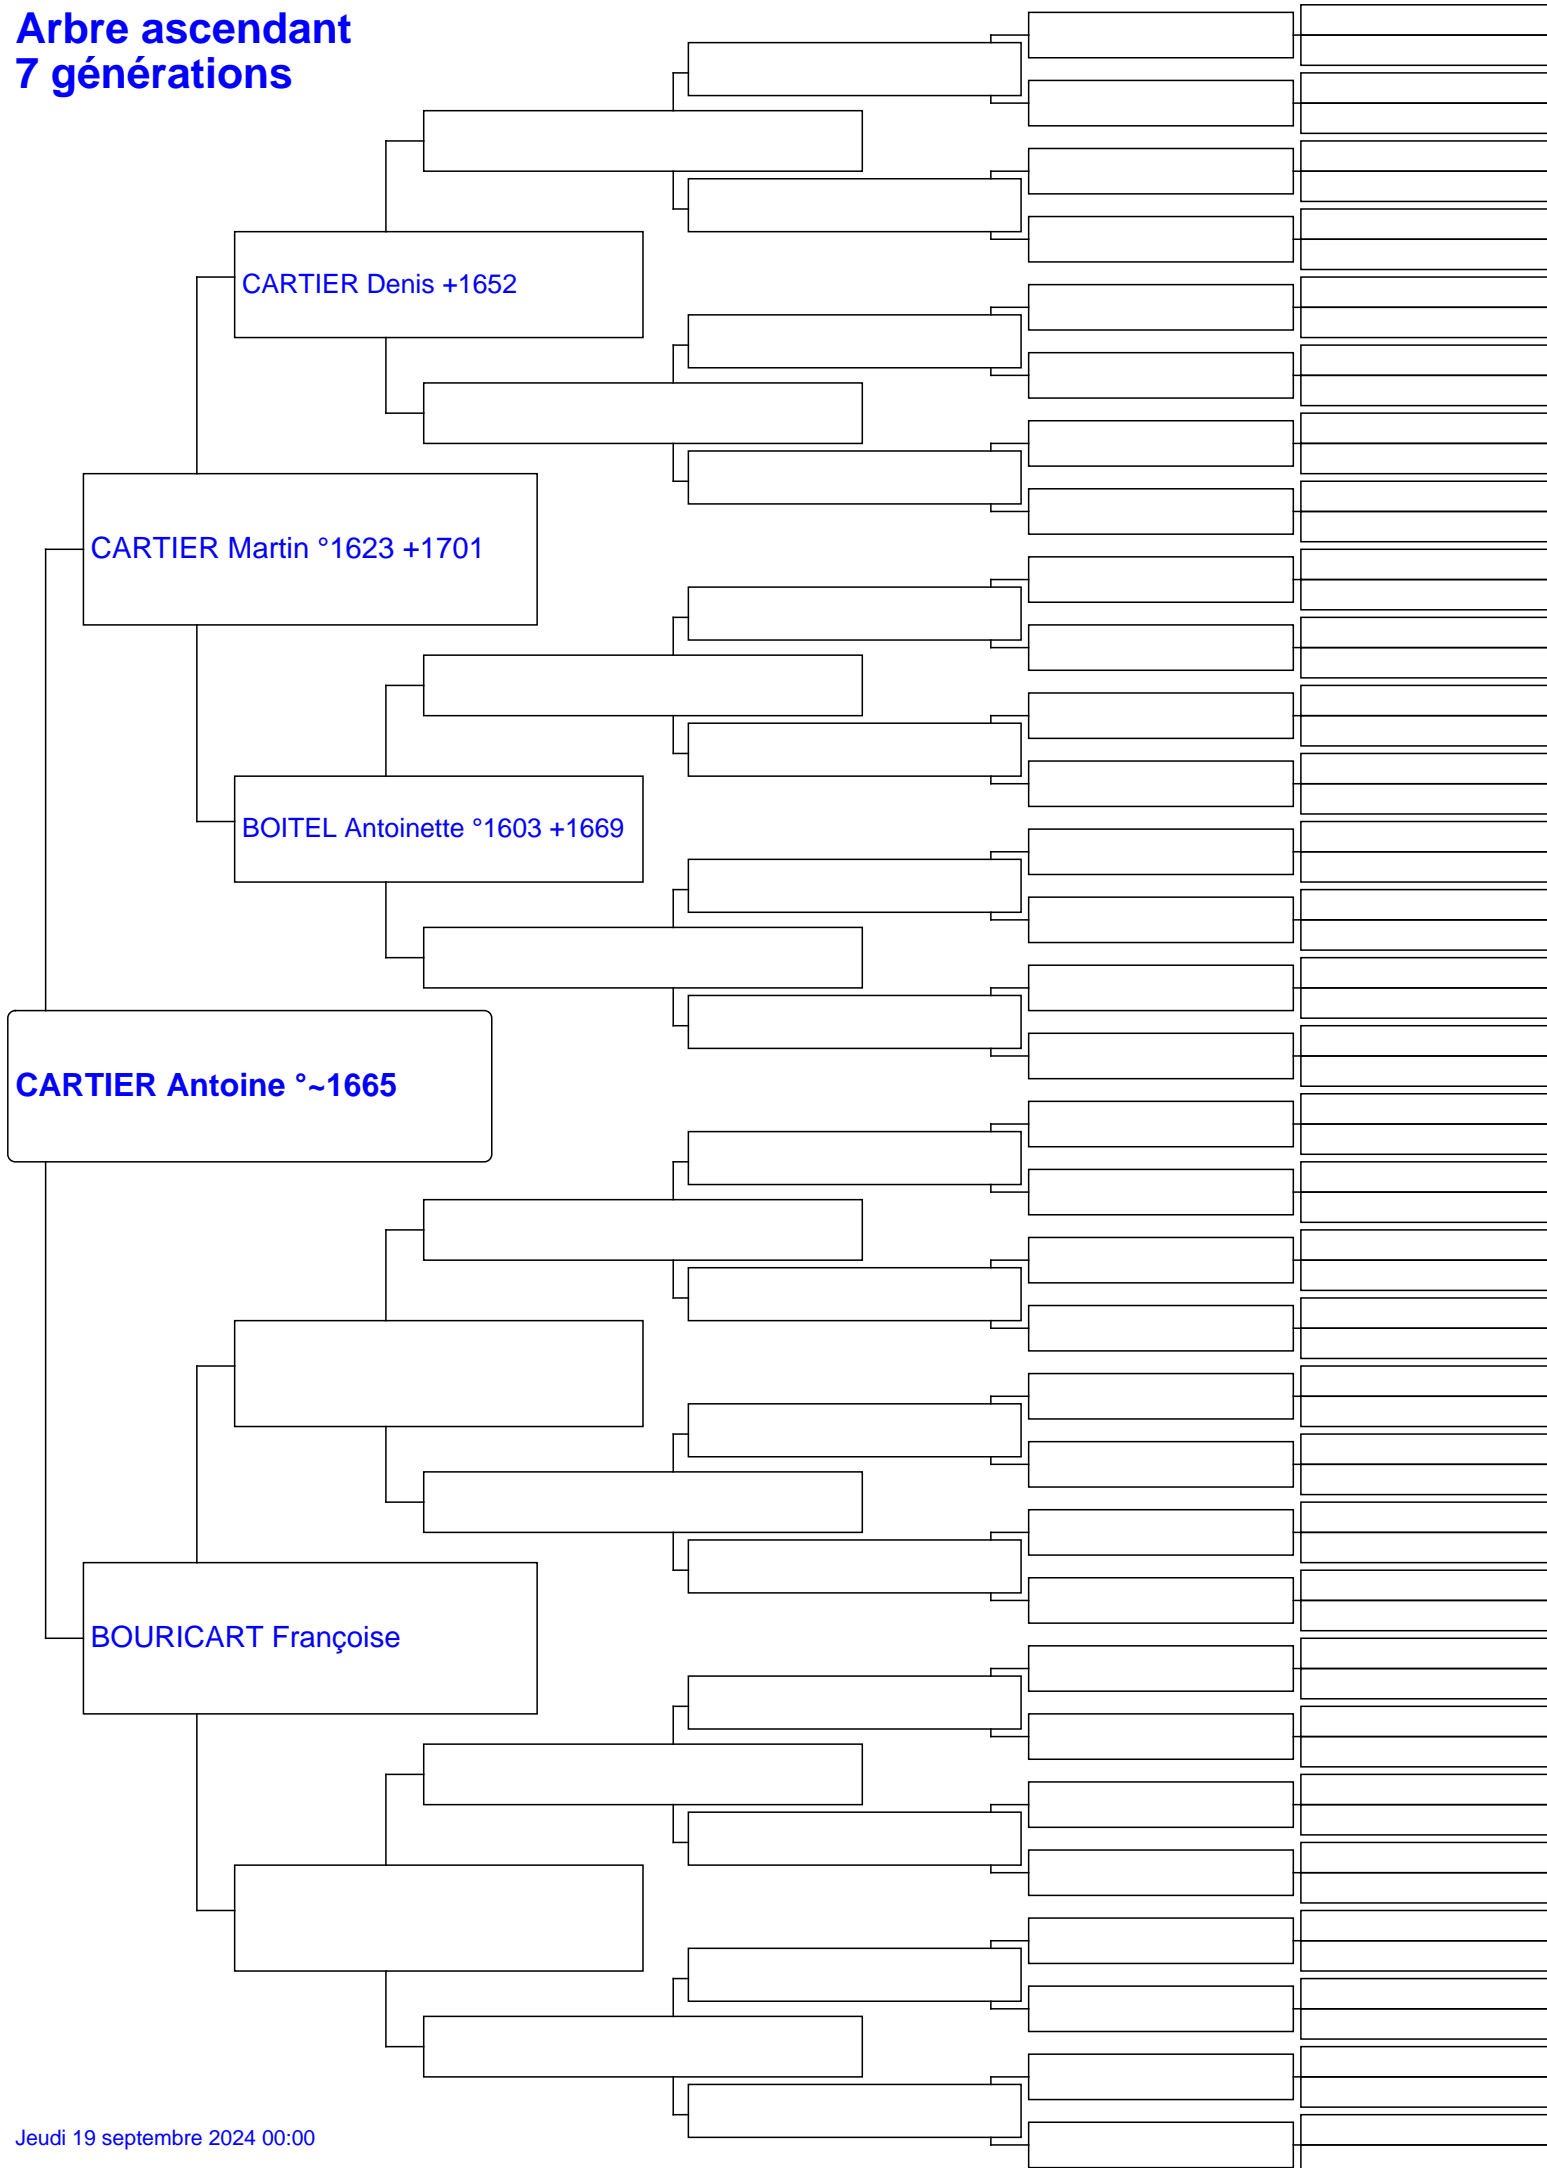 Arbre ascendant
7 générations
CARTIER Denis +1652
CARTIER Martin °1623 +1701
BOITEL Antoinette °1603 +1669
CARTIER Antoine °~1665
BOURICART Françoise
Jeudi 19 septembre 2024 00:00